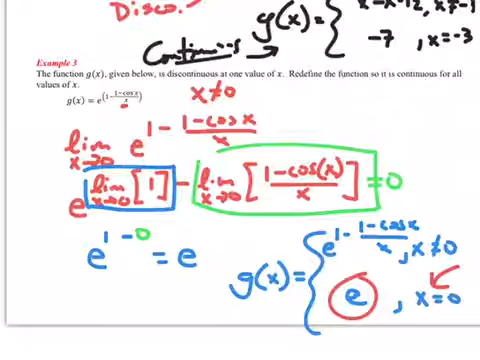 Disco.
g(x) = { x-x-12, x≠-
-7 , x=-3
Continuous →
Example 3
The function g(x), given below, is discontinuous at one value of x. Redefine the function so it is continuous for all
values of x.
g(x) = e^(1 - (1-cos x)/x)
x≠0
lim x→0 e^(1 - (1-cos x)/x)
e^(lim x→0 [1] - lim x→0 [(1-cos(x))/x]) = 0
e^(1-0) = e
g(x) = { e^(1 - (1-cos x)/x), x≠0
e , x=0